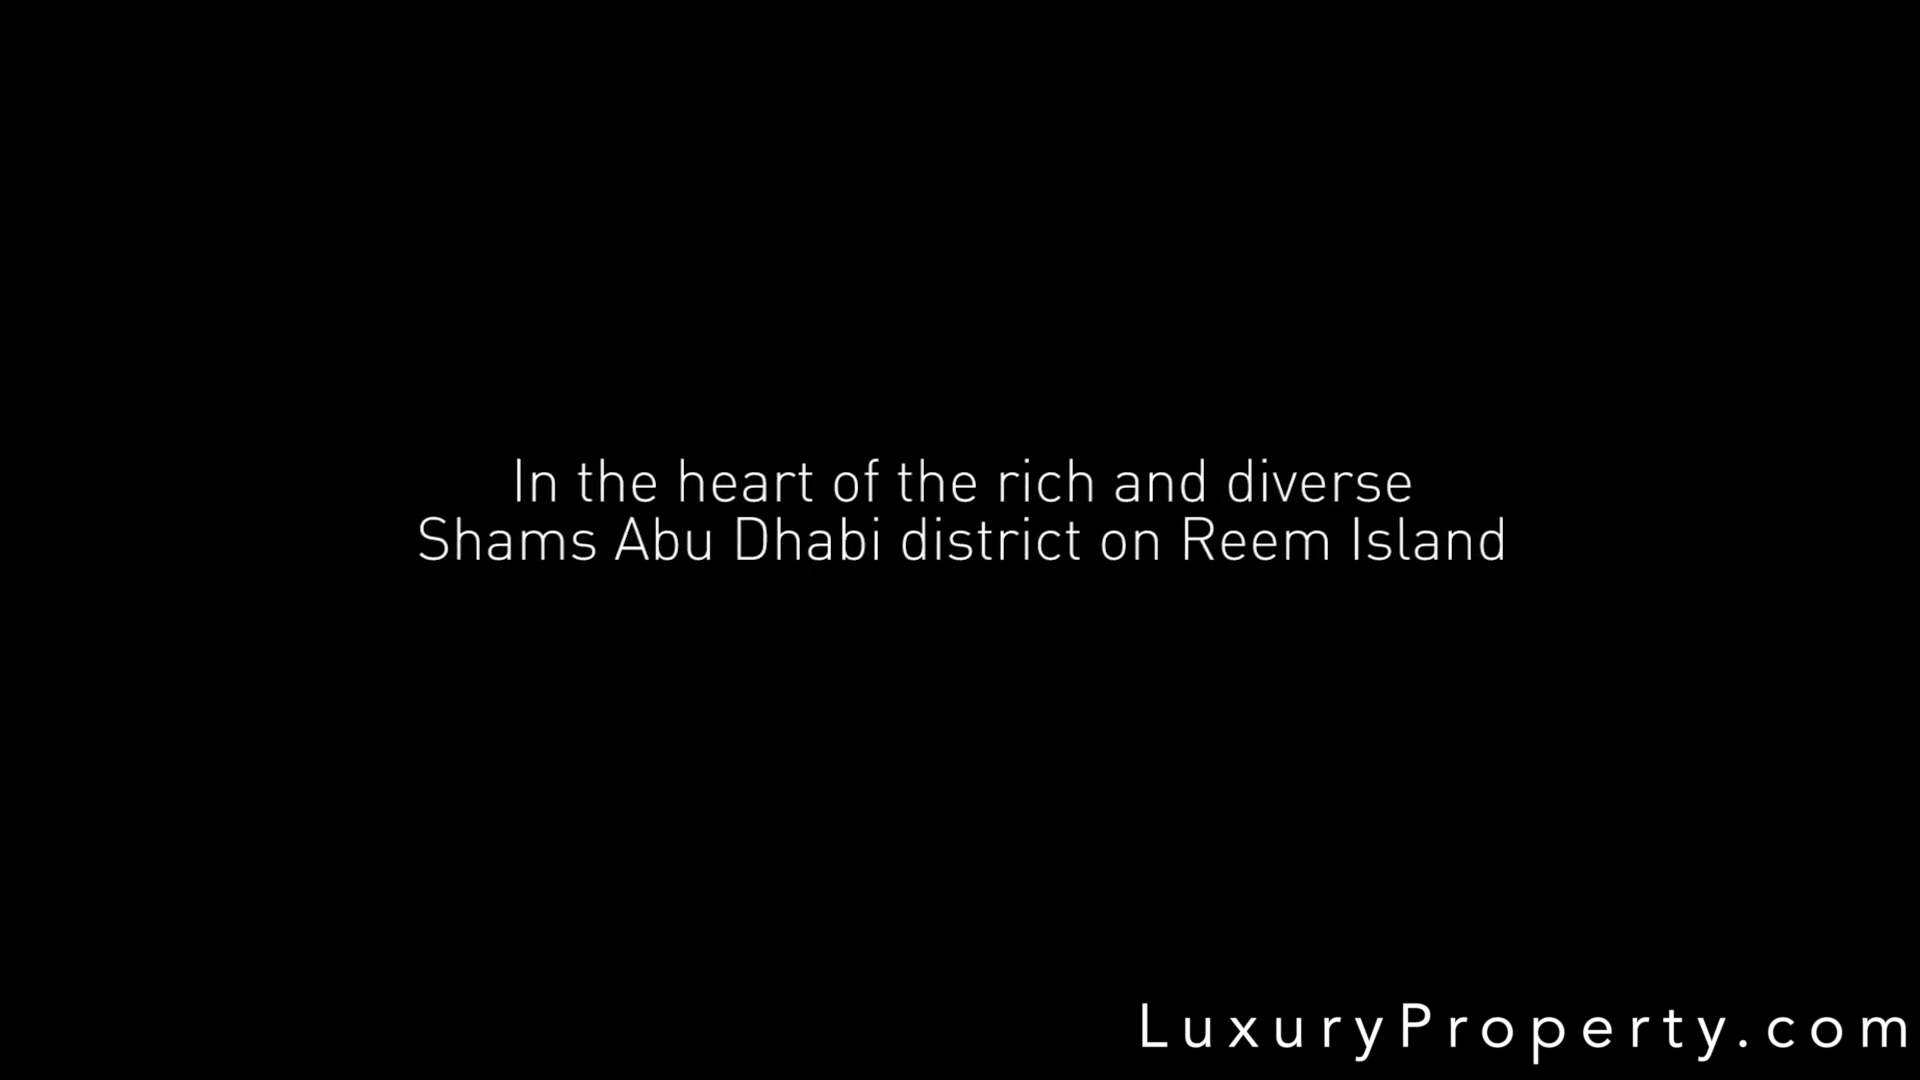 In the heart of the rich and diverse
Shams Abu Dhabi district on Reem Island
LuxuryProperty.com